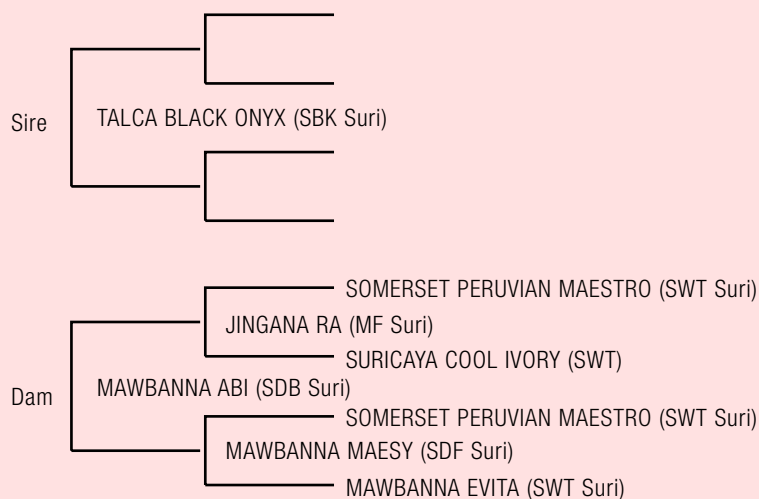 Sire
TALCA BLACK ONYX (SBK Suri)
SOMERSET PERUVIAN MAESTRO (SWT Suri)
JINGANA RA (MF Suri)
SURICAYA COOL IVORY (SWT)
Dam
MAWBANNA ABI (SDB Suri)
SOMERSET PERUVIAN MAESTRO (SWT Suri)
MAWBANNA MAESY (SDF Suri)
MAWBANNA EVITA (SWT Suri)